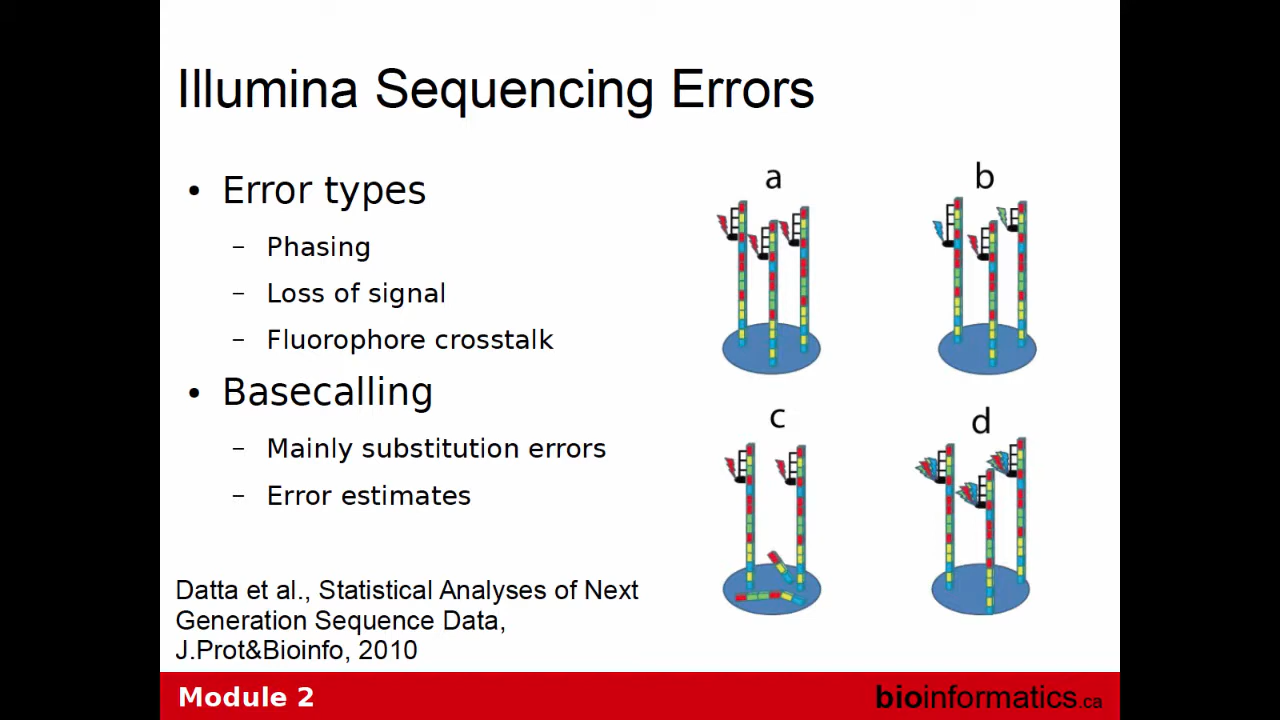 Illumina Sequencing Errors
• Error types
– Phasing
– Loss of signal
– Fluorophore crosstalk
• Basecalling
– Mainly substitution errors
– Error estimates
Datta et al., Statistical Analyses of Next
Generation Sequence Data,
J.Prot&Bioinfo, 2010
a
b
c
d
Module 2
bioinformatics.ca